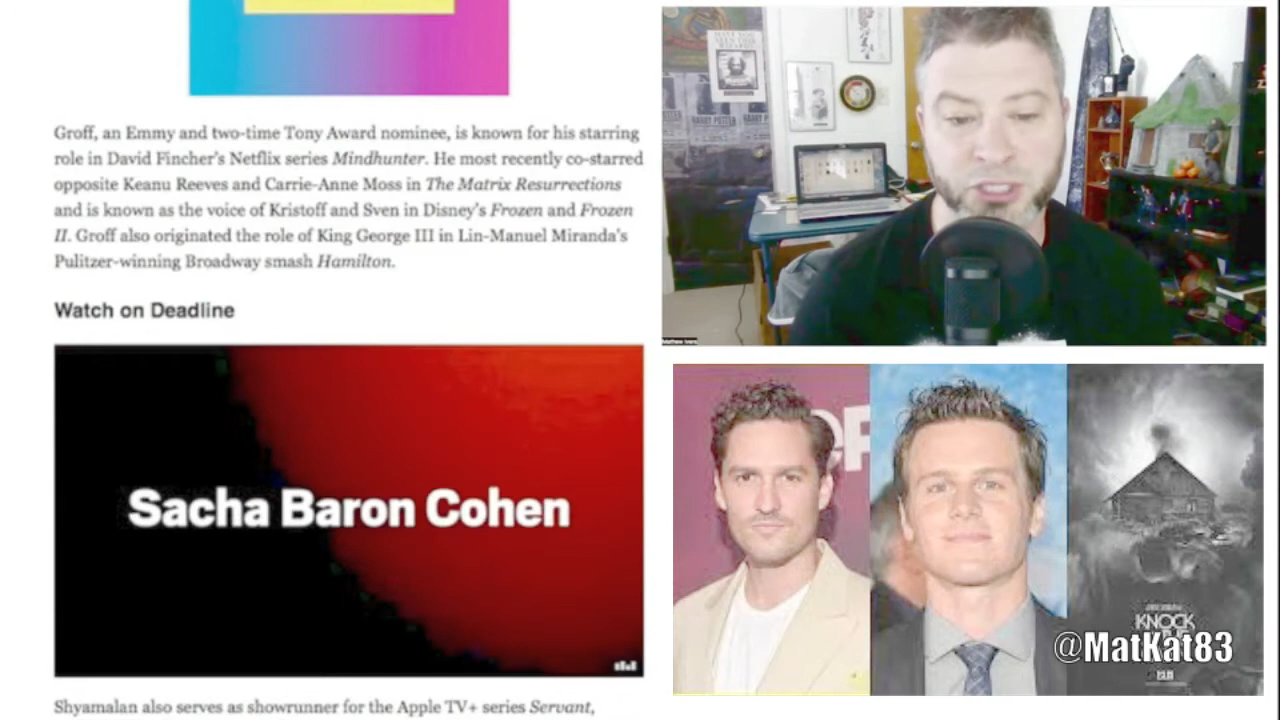 Groff, an Emmy and two-time Tony Award nominee, is known for his starring
role in David Fincher's Netflix series Mindhunter. He most recently co-starred
opposite Keanu Reeves and Carrie-Anne Moss in The Matrix Resurrections
and is known as the voice of Kristoff and Sven in Disney's Frozen and Frozen
II. Groff also originated the role of King George III in Lin-Manuel Miranda's
Pulitzer-winning Broadway smash Hamilton.
Watch on Deadline
Sacha Baron Cohen
Shyamalan also serves as showrunner for the Apple TV+ series Servant,
HARRY POTTER
KNOCK
@MatKat83